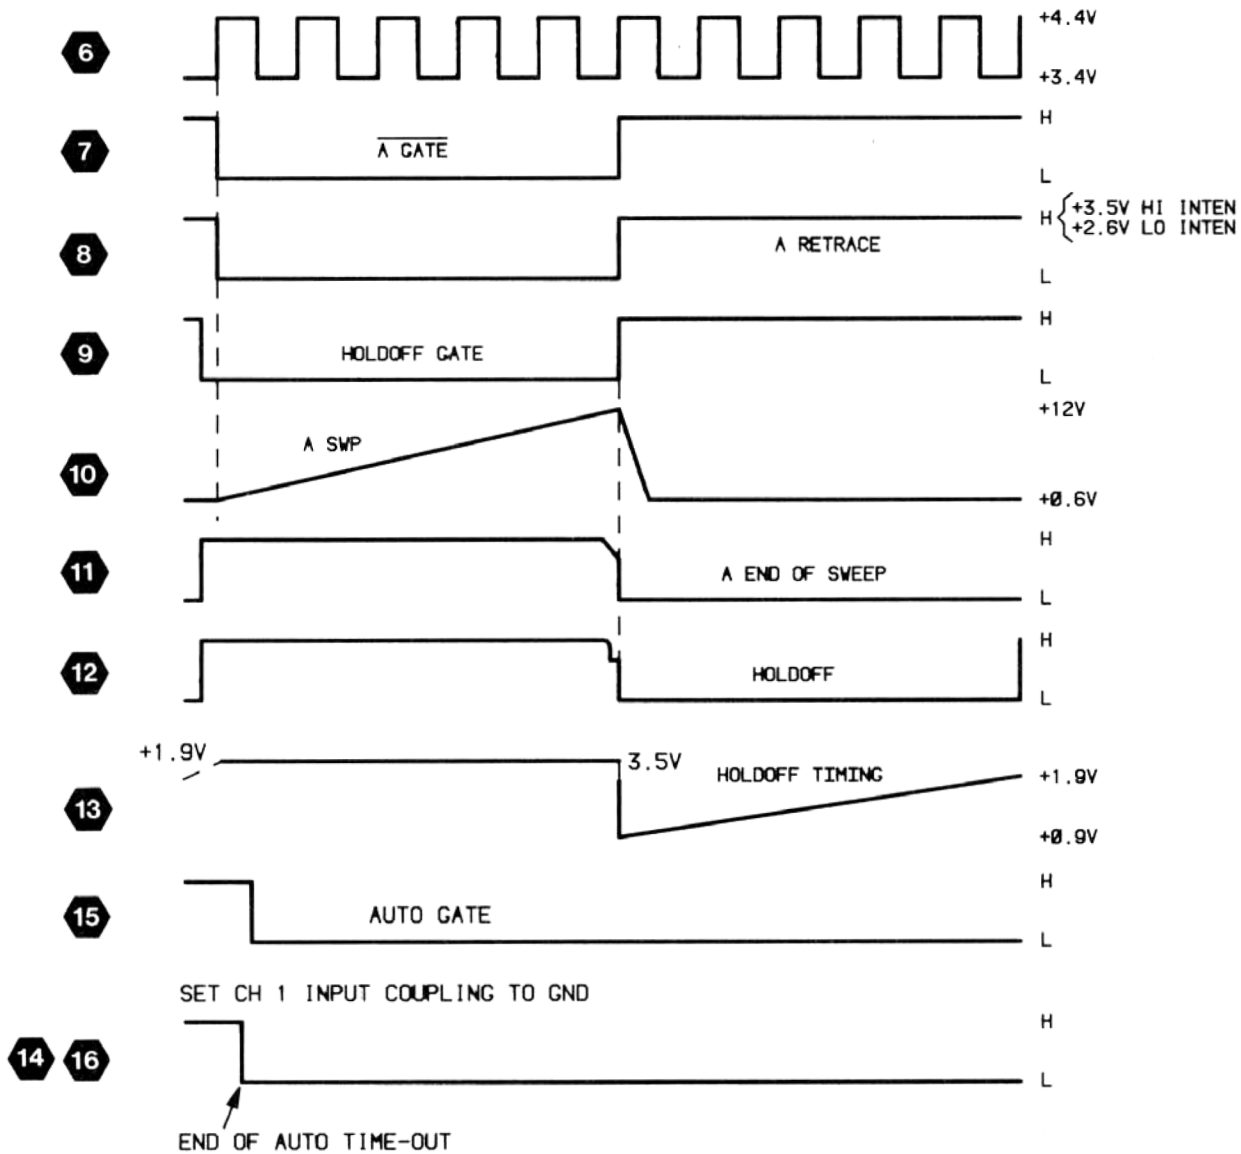 6
+4.4V
+3.4V
7
A GATE
H
L
8
A RETRACE
H
+3.5V HI INTEN
+2.6V LO INTEN
L
9
HOLDOFF GATE
H
L
10
A SWP
+12V
+0.6V
11
A END OF SWEEP
H
L
12
HOLDOFF
H
L
13
+1.9V
3.5V
HOLDOFF TIMING
+1.9V
+0.9V
15
AUTO GATE
H
L
SET CH 1 INPUT COUPLING TO GND
14 16
H
L
END OF AUTO TIME-OUT